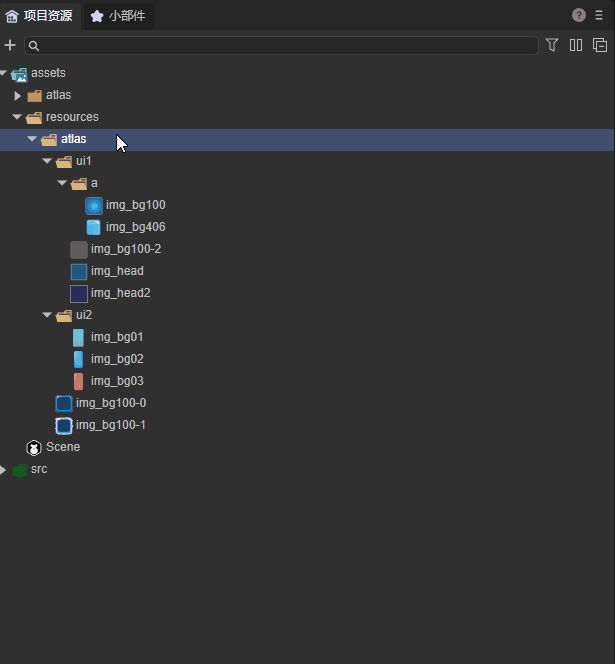 项目资源 小部件 ?
assets
atlas
resources
atlas
ui1
a
img_bg100
img_bg406
img_bg100-2
img_head
img_head2
ui2
img_bg01
img_bg02
img_bg03
img_bg100-0
img_bg100-1
Scene
src